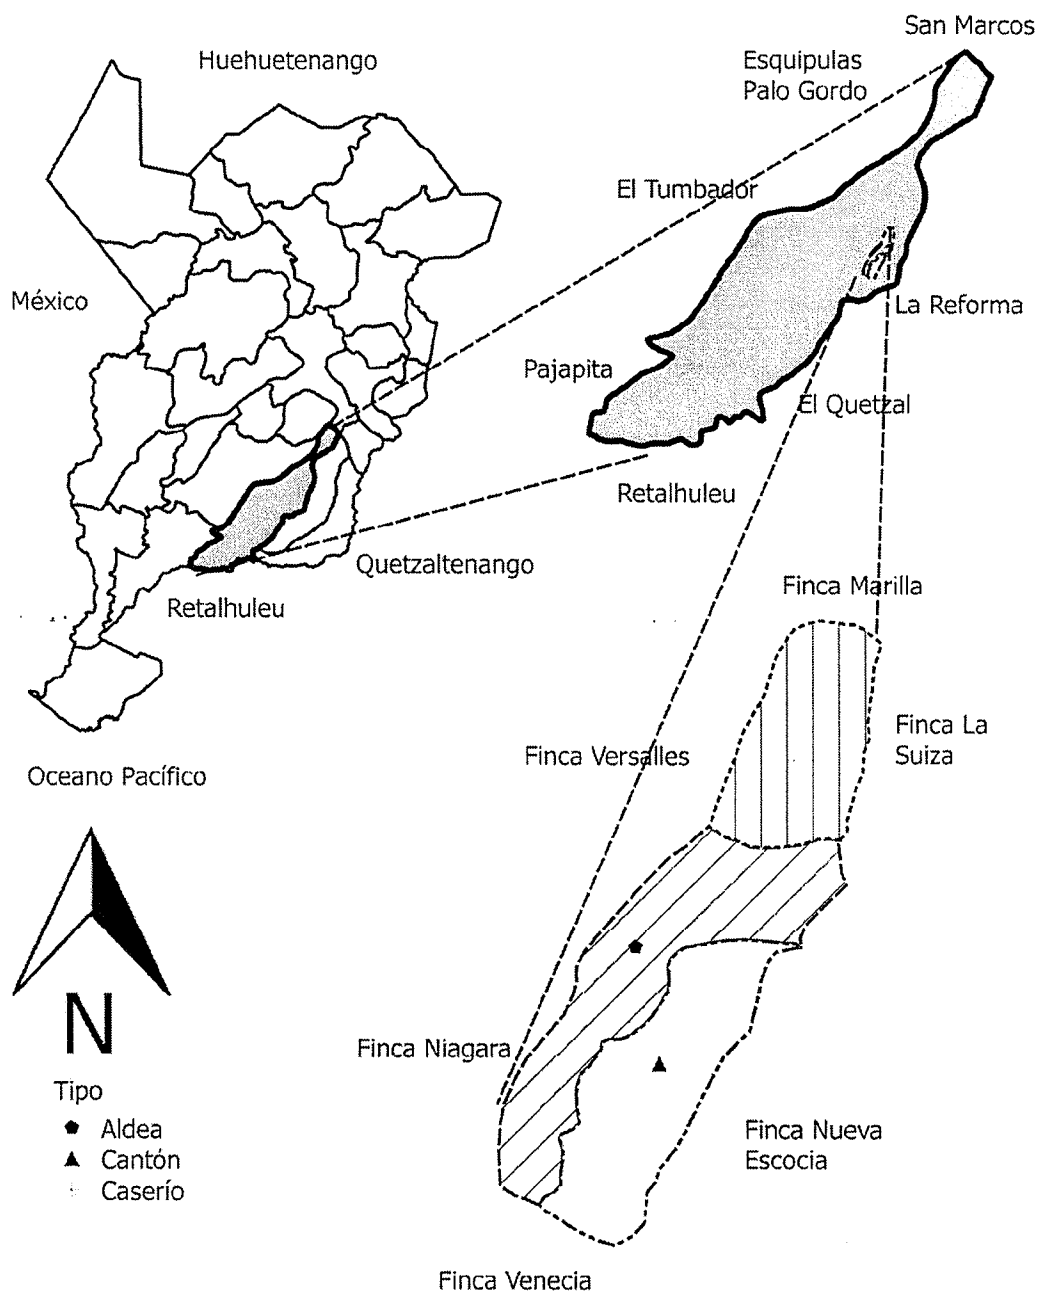 San Marcos
Huehuetenango
Esquipulas
Palo Gordo
El Tumbador
México
La Reforma
Pajapita
El Quetzal
Retalhuleu
Quetzaltenango
Finca Marilla
Retalhuleu
Finca La
Suiza
Finca Versalles
Oceano Pacífico
N
Finca Niagara
Tipo
Aldea
Cantón
Caserío
Finca Nueva
Escocia
Finca Venecia